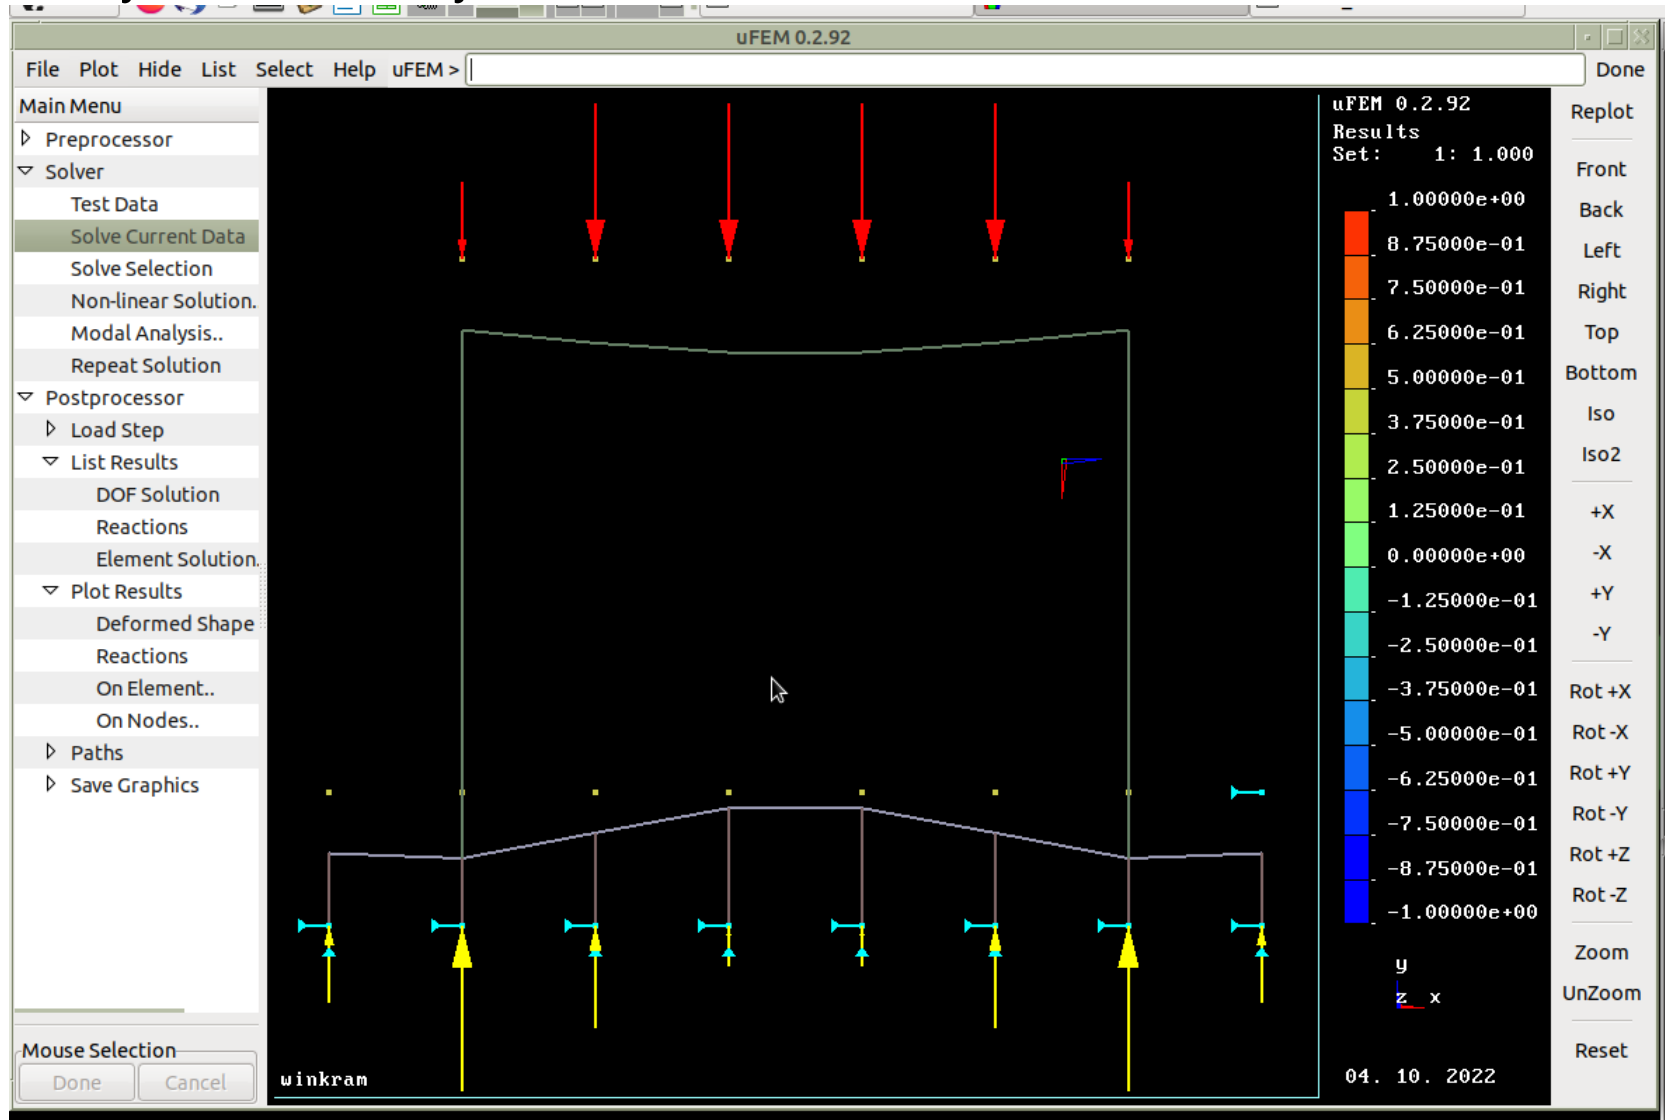 uFEM 0.2.92
File Plot Hide List Select Help uFEM > Done
Main Menu
Preprocessor
Solver
Test Data
Solve Current Data
Solve Selection
Non-linear Solution.
Modal Analysis..
Repeat Solution
Postprocessor
Load Step
List Results
DOF Solution
Reactions
Element Solution.
Plot Results
Deformed Shape
Reactions
On Element..
On Nodes..
Paths
Save Graphics
Mouse Selection
Done Cancel
uFEM 0.2.92
Results
Set: 1: 1.000
1.00000e+00
8.75000e-01
7.50000e-01
6.25000e-01
5.00000e-01
3.75000e-01
2.50000e-01
1.25000e-01
0.00000e+00
-1.25000e-01
-2.50000e-01
-3.75000e-01
-5.00000e-01
-6.25000e-01
-7.50000e-01
-8.75000e-01
-1.00000e+00
y
z x
winkram
04. 10. 2022
Replot
Front
Back
Left
Right
Top
Bottom
Iso
Iso2
+X
-X
+Y
-Y
Rot +X
Rot -X
Rot +Y
Rot -Y
Rot +Z
Rot -Z
Zoom
UnZoom
Reset